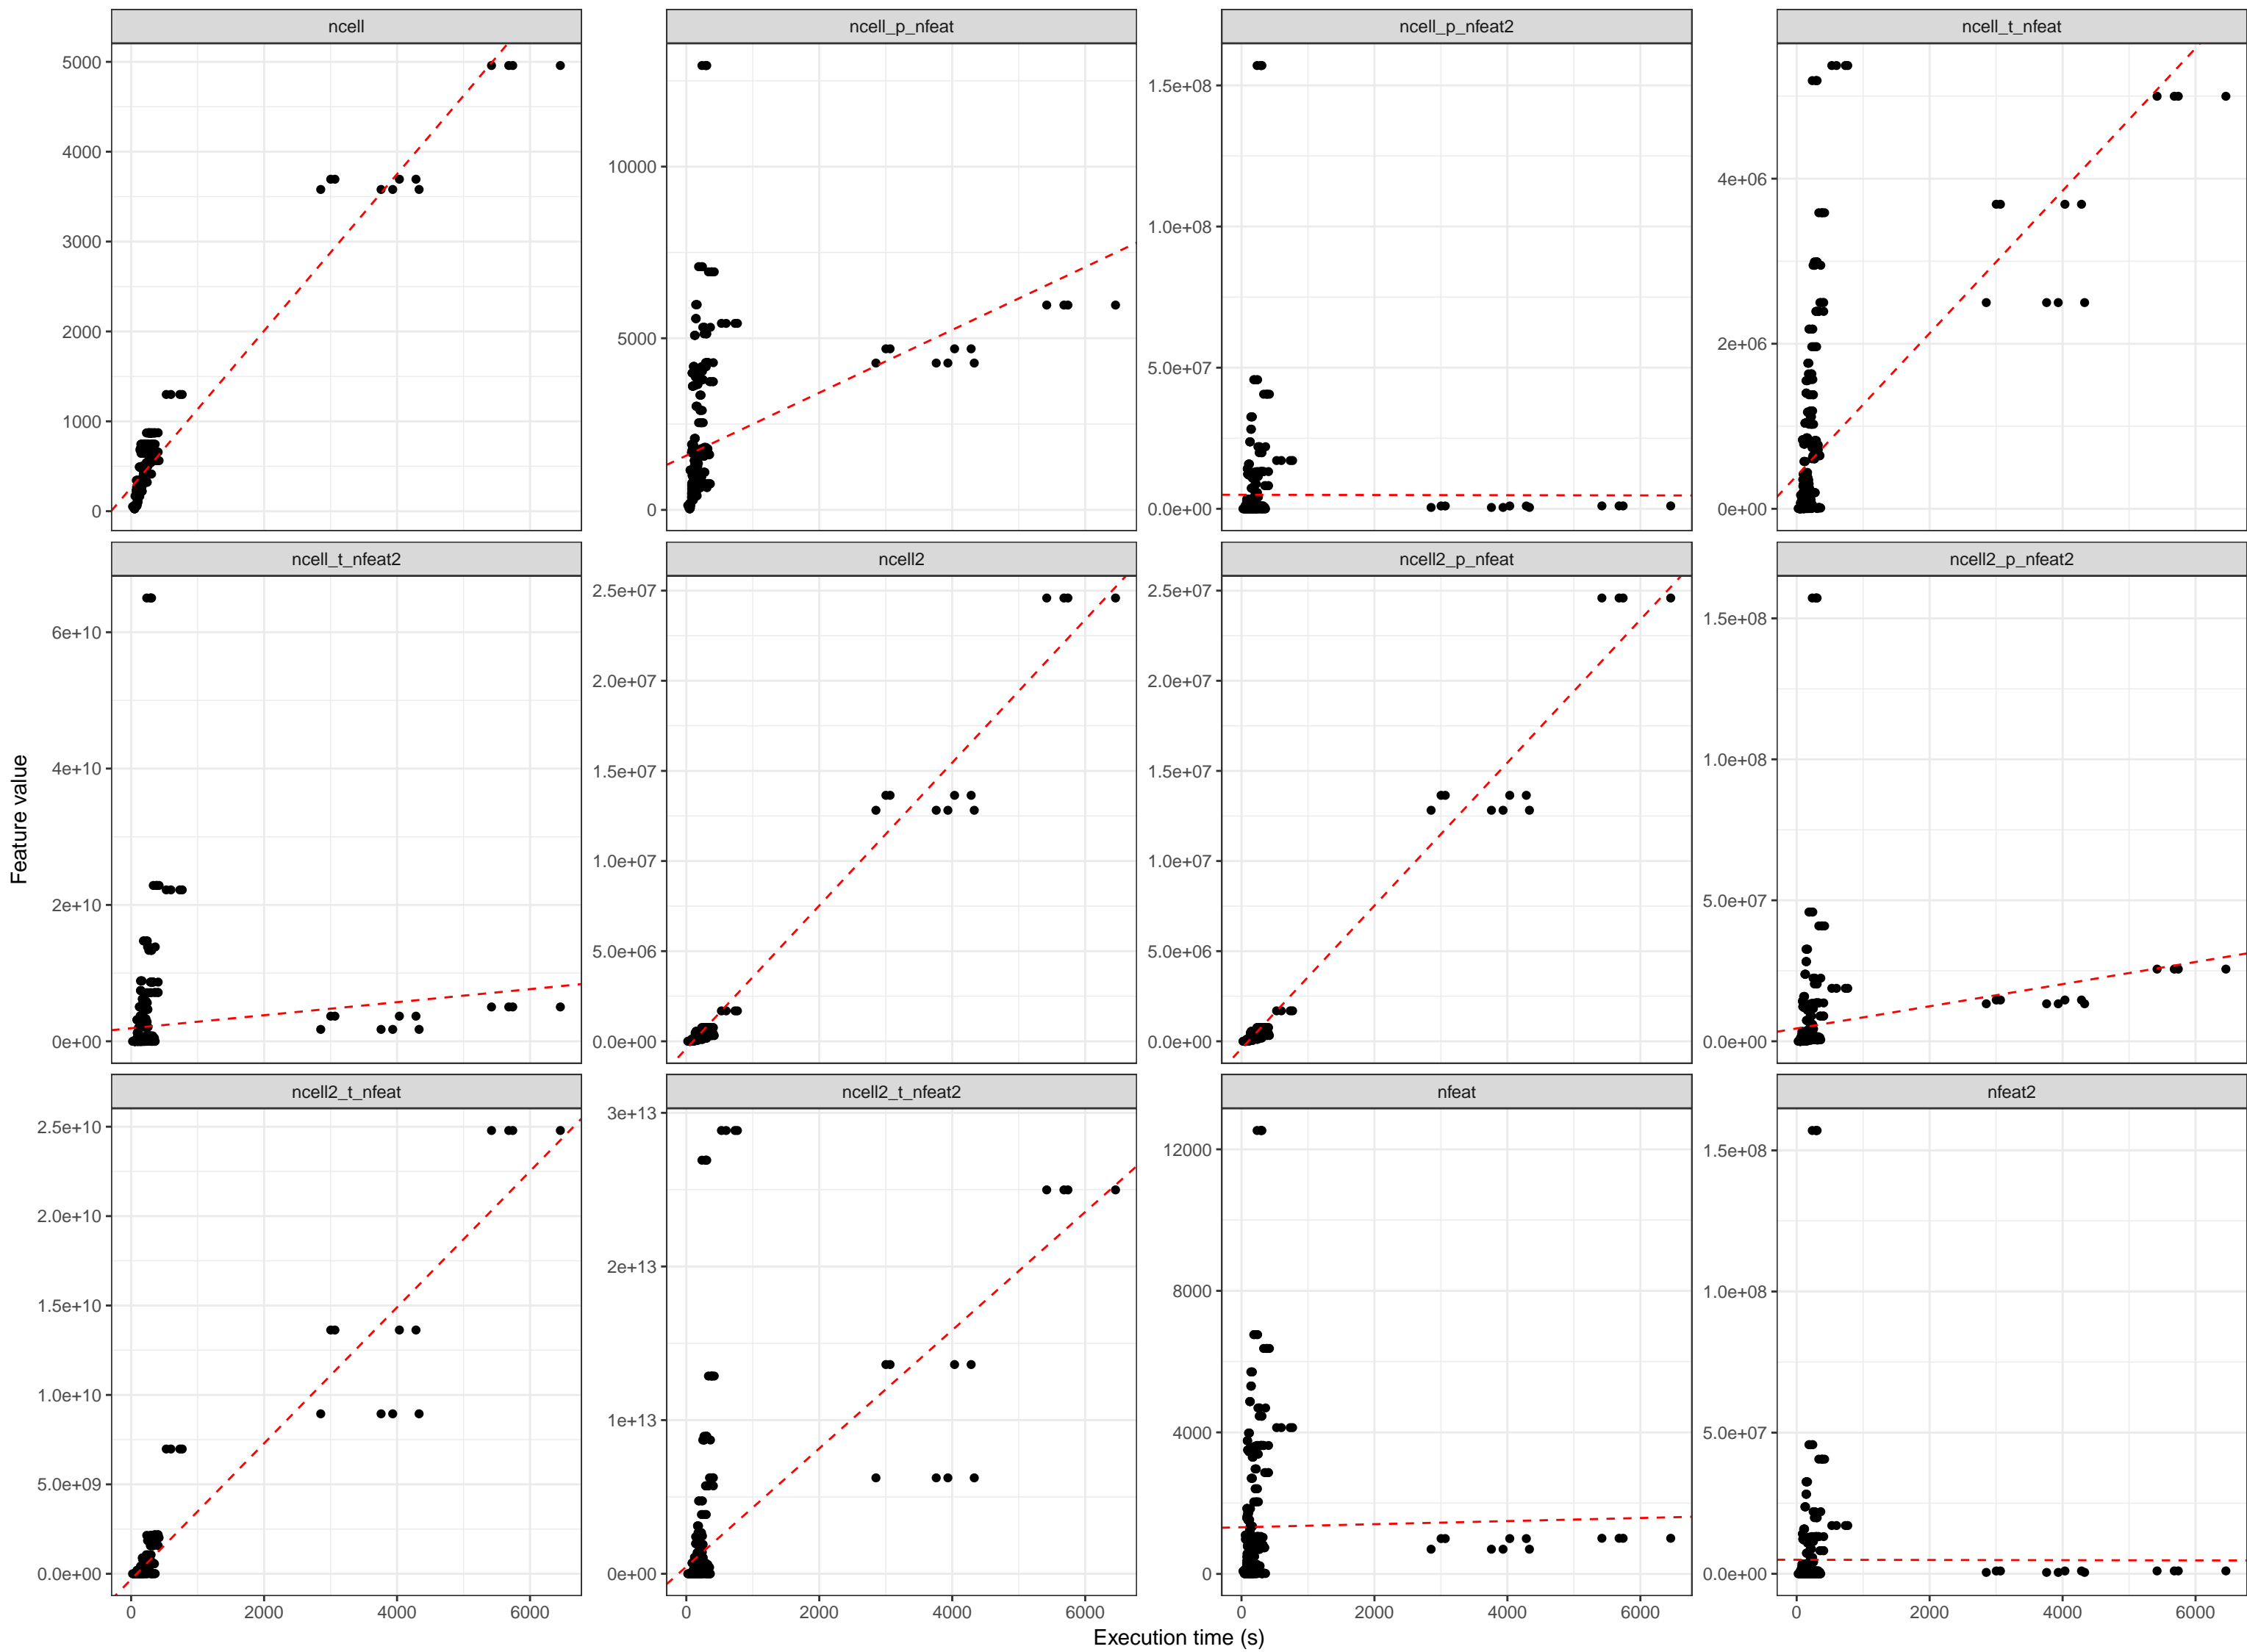 ncell
ncell_p_nfeat
ncell_p_nfeat2
ncell_t_nfeat
5000
4000
3000
2000
1000
0
10000
5000
0
1.5e+08
1.0e+08
5.0e+07
0.0e+00
4e+06
2e+06
0e+00
ncell_t_nfeat2
ncell2
ncell2_p_nfeat
ncell2_p_nfeat2
Feature value
6e+10
4e+10
2e+10
0e+00
2.5e+07
2.0e+07
1.5e+07
1.0e+07
5.0e+06
0.0e+00
2.5e+07
2.0e+07
1.5e+07
1.0e+07
5.0e+06
0.0e+00
1.5e+08
1.0e+08
5.0e+07
0.0e+00
ncell2_t_nfeat
ncell2_t_nfeat2
nfeat
nfeat2
2.5e+10
2.0e+10
1.5e+10
1.0e+10
5.0e+09
0.0e+00
3e+13
2e+13
1e+13
0e+00
12000
8000
4000
0
1.5e+08
1.0e+08
5.0e+07
0.0e+00
0 2000 4000 6000
0 2000 4000 6000
0 2000 4000 6000
0 2000 4000 6000
Execution time (s)